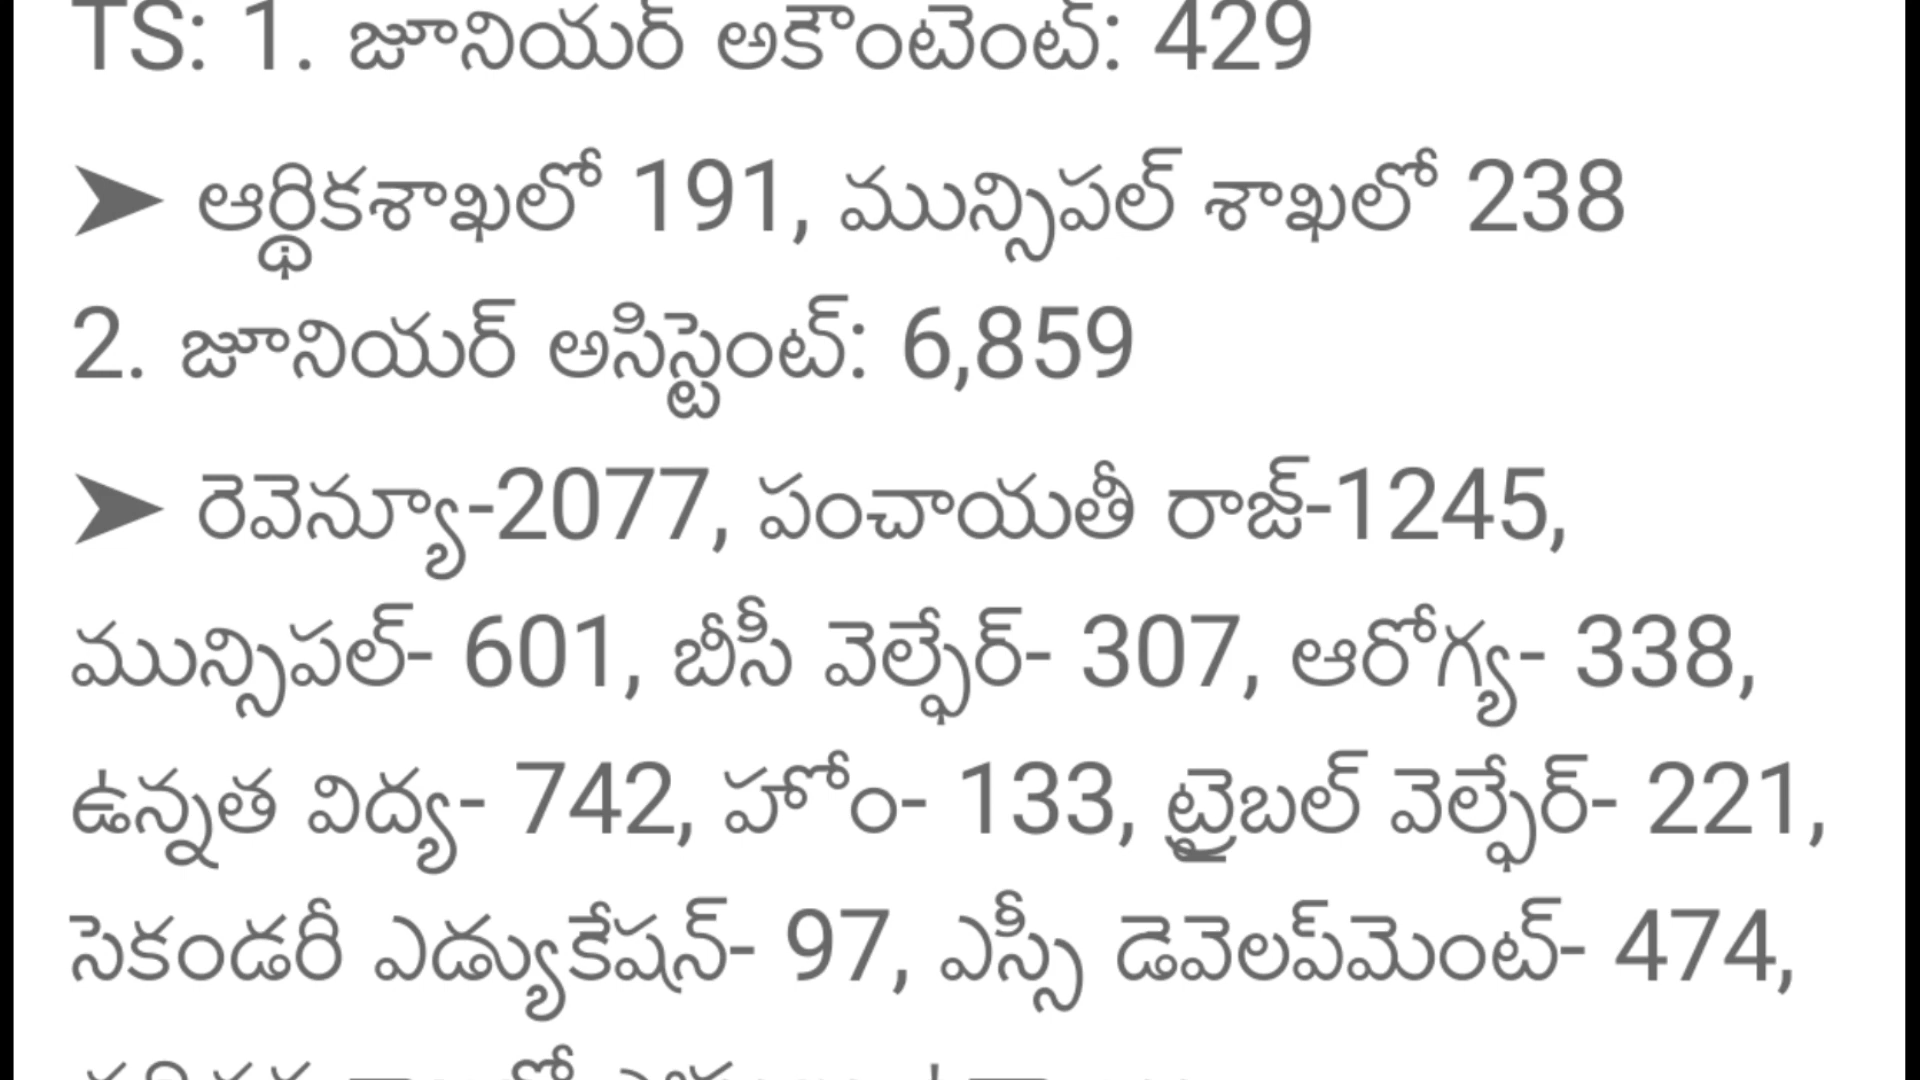 TS: 1. జూనియర్ అకౌంటెంట్: 429
➤ ఆర్థికశాఖలో 191, మున్సిపల్ శాఖలో 238
2. జూనియర్ అసిస్టెంట్: 6,859
➤ రెవెన్యూ-2077, పంచాయతీ రాజ్-1245,
మున్సిపల్- 601, బీసీ వెల్ఫేర్- 307, ఆరోగ్య- 338,
ఉన్నత విద్య- 742, హోం- 133, ట్రైబల్ వెల్ఫేర్- 221,
సెకండరీ ఎడ్యుకేషన్- 97, ఎస్సీ డెవెలప్‌మెంట్- 474,